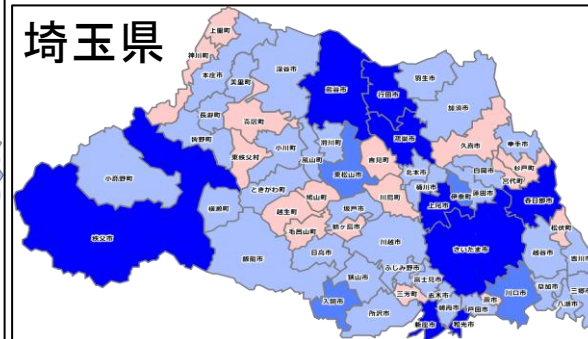 埼玉県
上里町
神川町
本庄市
深谷市
美里町
熊谷市
行田市
羽生市
加須市
長瀞町
皆野町
寄居町
小川町
嵐山町
滑川町
東松山市
吉見町
鴻巣市
北本市
久喜市
幸手市
杉戸町
宮代町
白岡市
蓮田市
桶川市
伊奈町
上尾市
春日部市
松伏町
小鹿野町
秩父市
横瀬町
東秩父村
ときがわ町
鳩山町
越生町
毛呂山町
坂戸市
鶴ヶ島市
川島町
川越市
日高市
飯能市
狭山市
入間市
所沢市
ふじみ野市
富士見市
三芳町
志木市
新座市
和光市
さいたま市
戸田市
蕨市
川口市
越谷市
草加市
吉川市
三郷市
八潮市